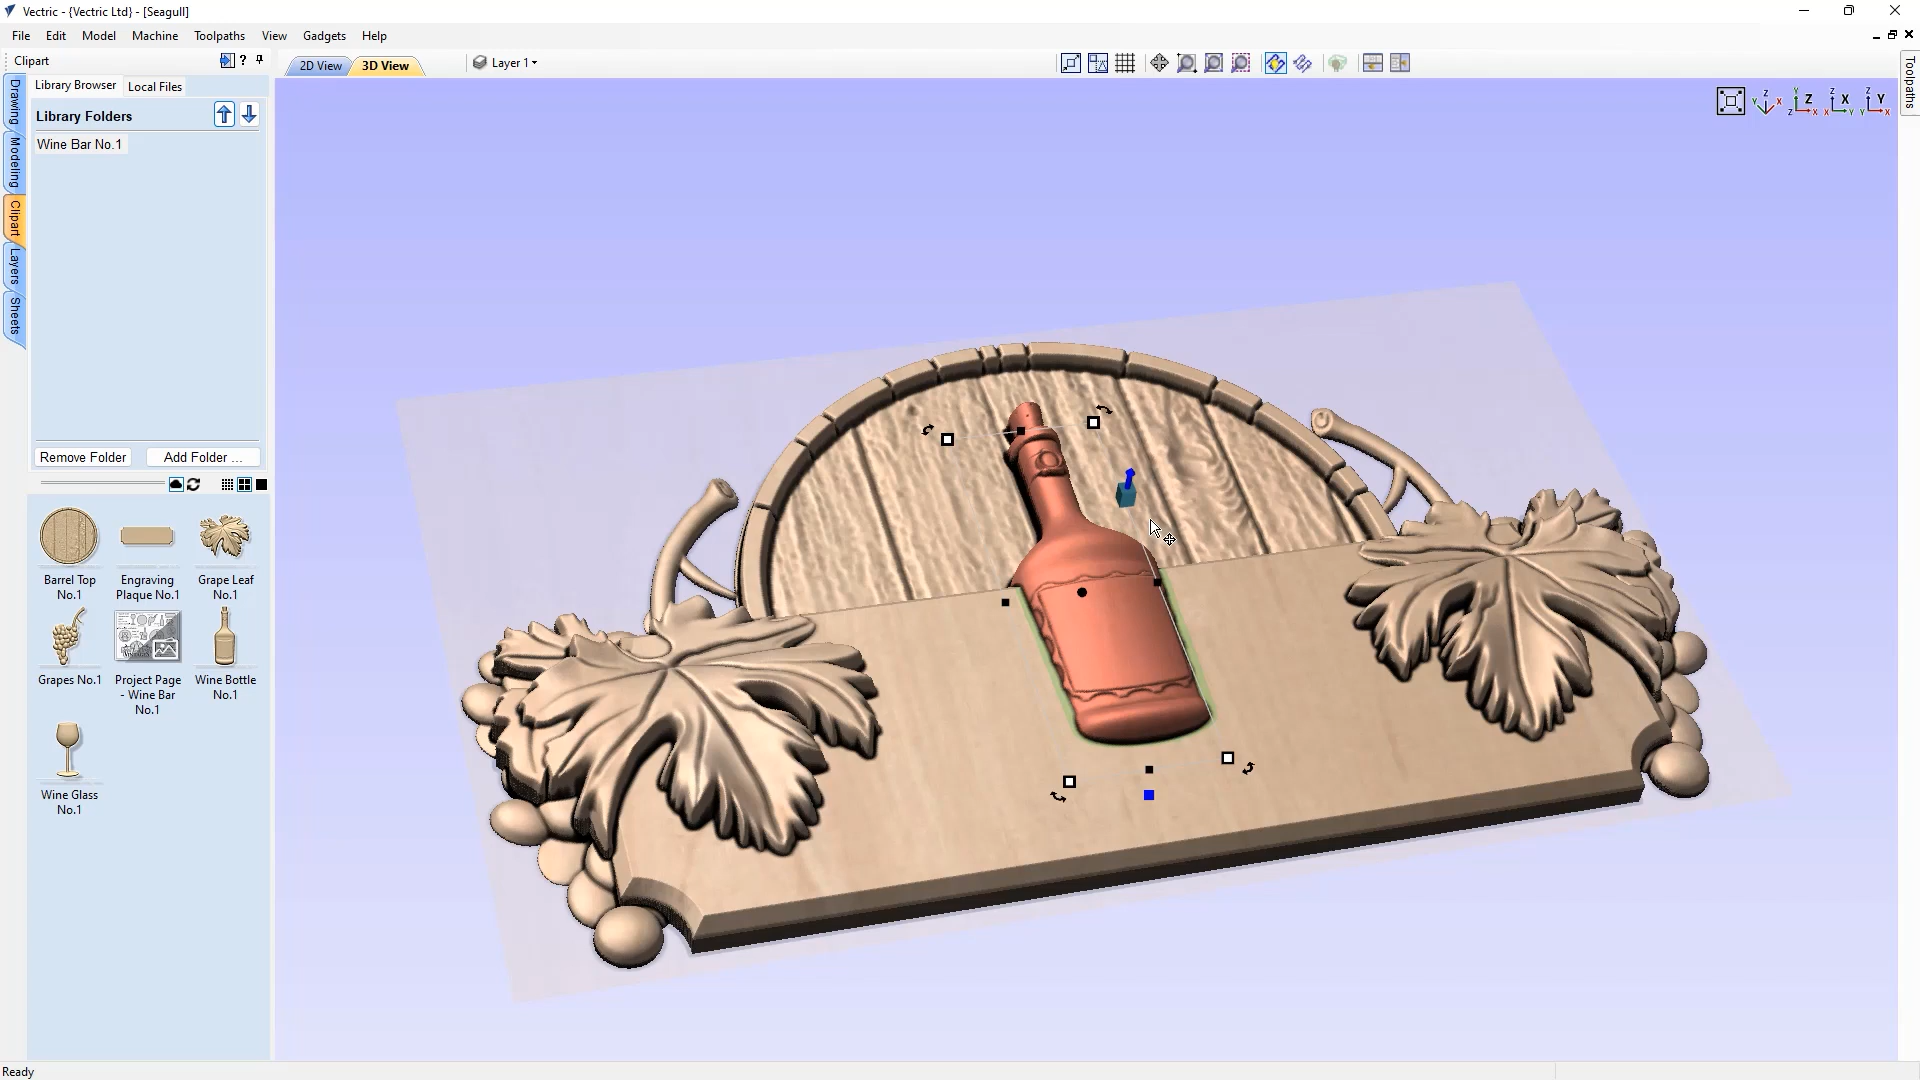 Vectric - {Vectric Ltd} - [Seagull]
File Edit Model Machine Toolpaths View Gadgets Help
Clipart ?
2D View 3D View Layer 1
Library Browser Local Files
Library Folders
Wine Bar No.1
Drawing
Modeling
Clipart
Layers
Sheets
Toolpaths
Z Y X
Y Z X
Z X Y
Z Y X
Remove Folder Add Folder ...
Barrel Top No.1
Engraving Plaque No.1
Grape Leaf No.1
Grapes No.1
Project Page - Wine Bar No.1
Wine Bottle No.1
Wine Glass No.1
Ready